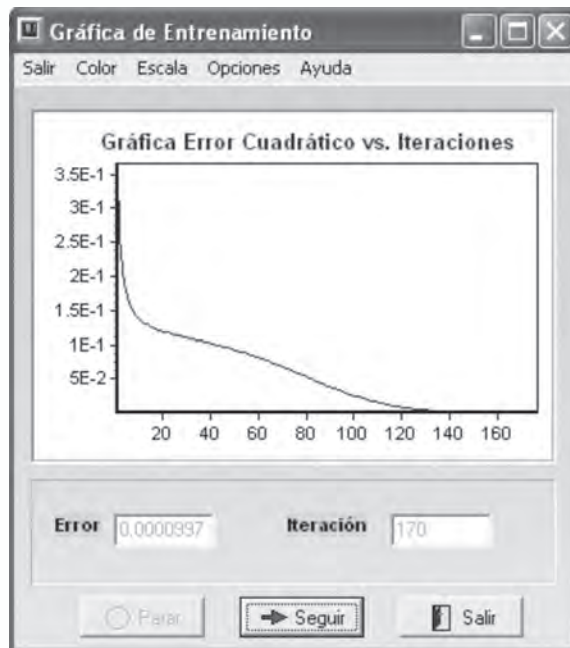 Gráfica de Entrenamiento
Salir Color Escala Opciones Ayuda
Gráfica Error Cuadrático vs. Iteraciones
3.5E-1
3E-1
2.5E-1
2E-1
1.5E-1
1E-1
5E-2
20 40 60 80 100 120 140 160
Error 0.0000997 Iteración 170
Parar Seguir Salir